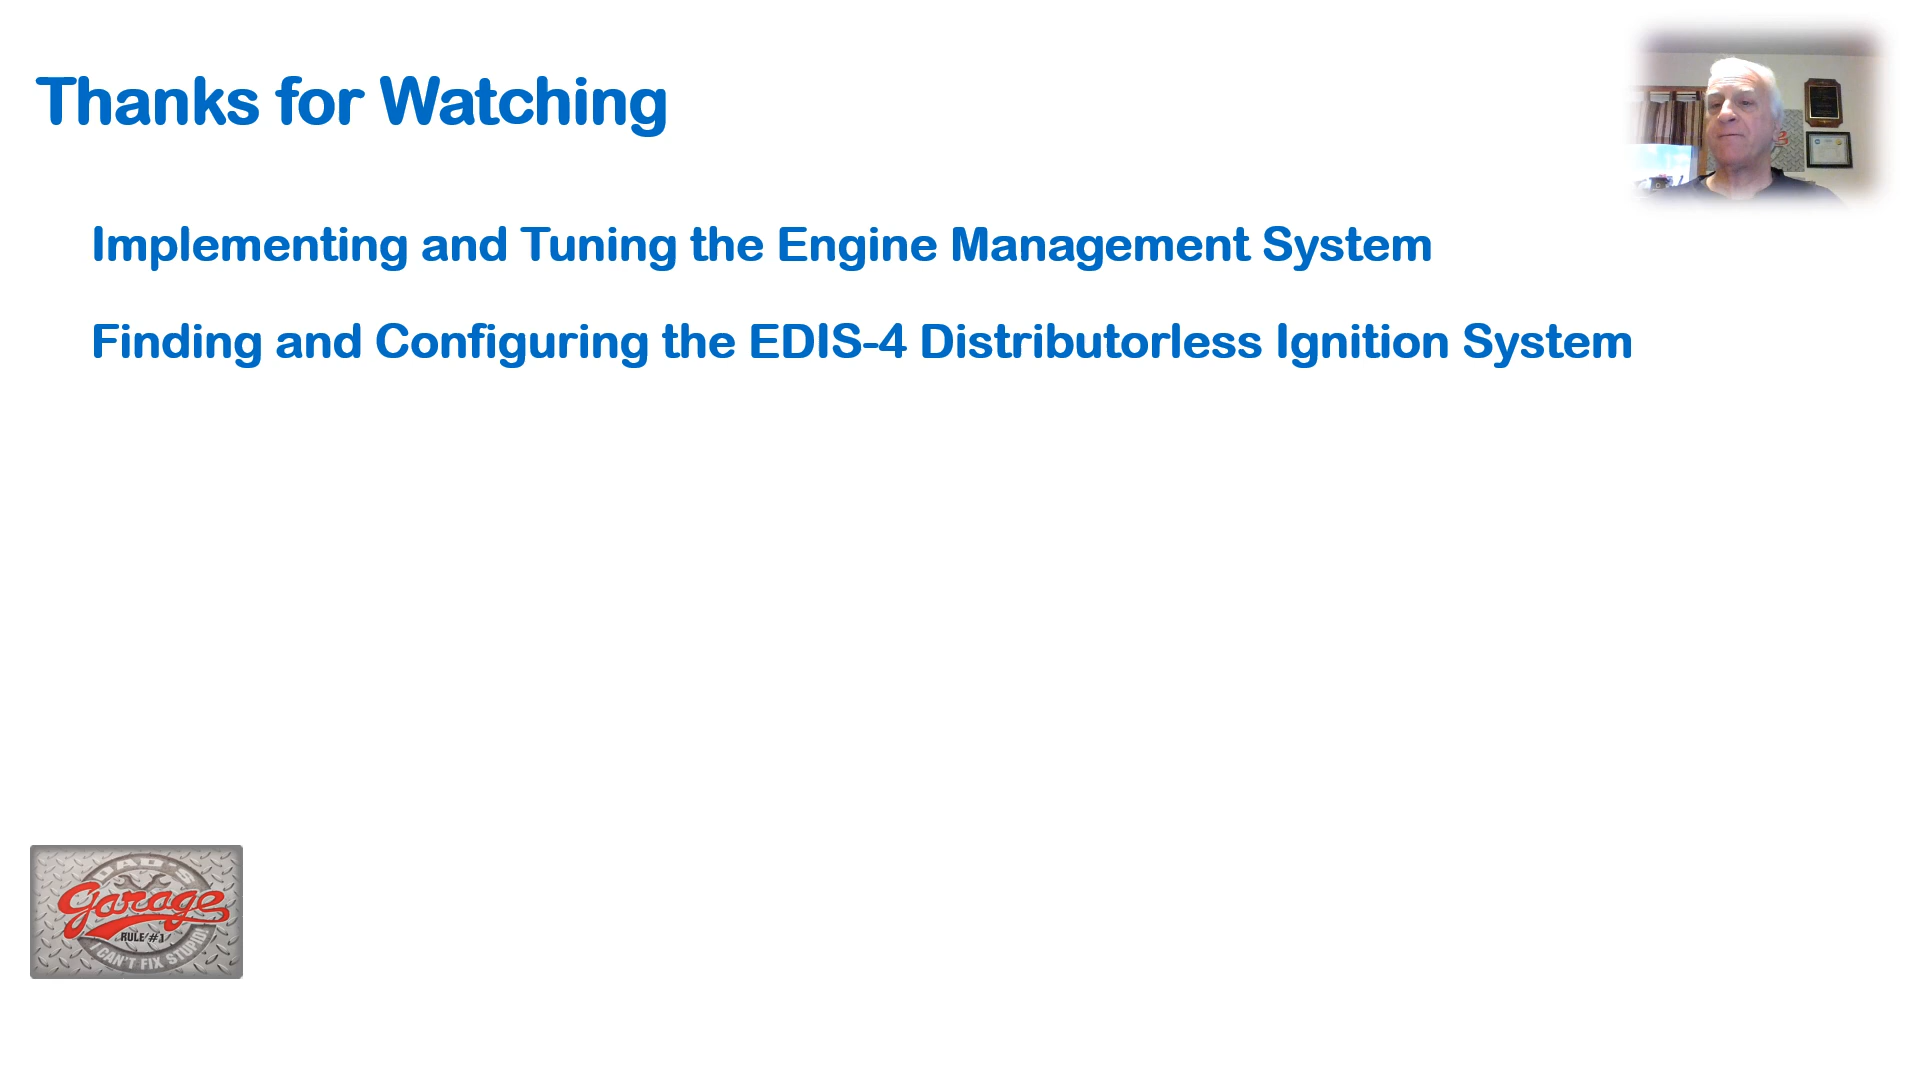 Thanks for Watching
Implementing and Tuning the Engine Management System
Finding and Configuring the EDIS-4 Distributorless Ignition System
DAD'S
Garage
RULE #1
I CAN'T FIX STUPID!